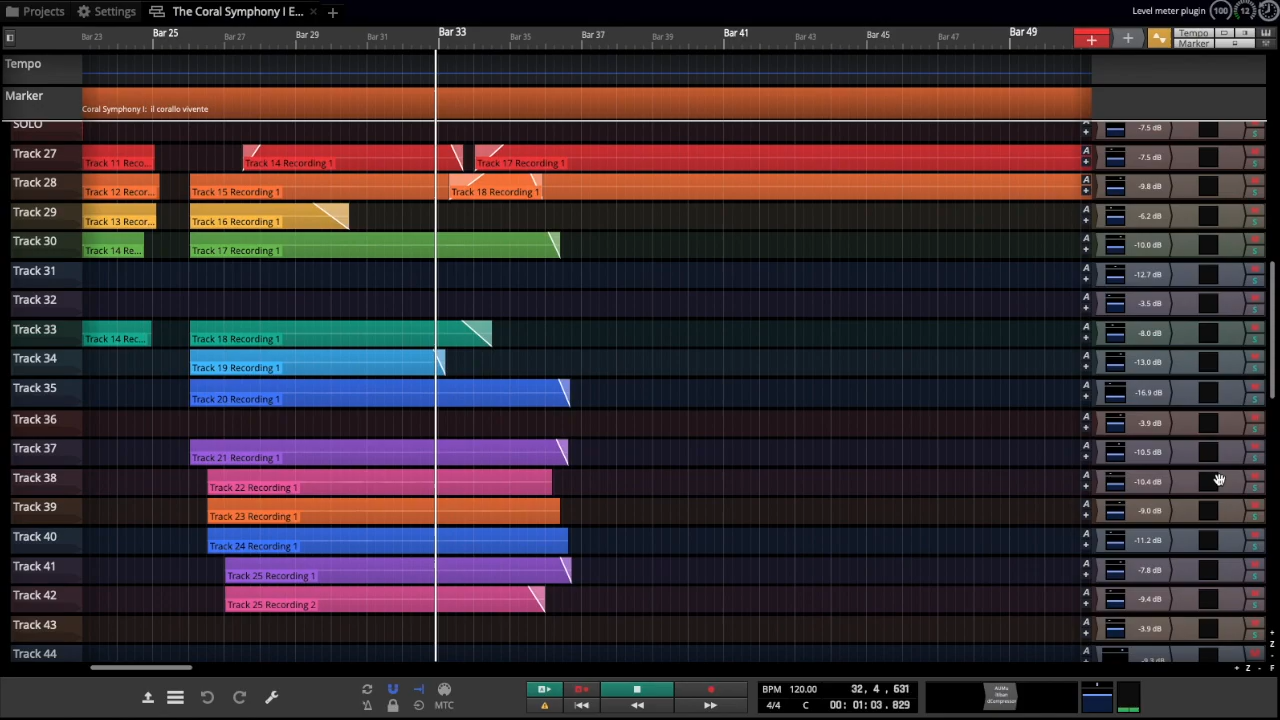 Projects
Settings
The Coral Symphony I E...
Level meter plugin
100
12
Bar 23
Bar 25
Bar 27
Bar 29
Bar 31
Bar 33
Bar 35
Bar 37
Bar 39
Bar 41
Bar 43
Bar 45
Bar 47
Bar 49
Tempo
Marker
Tempo
Marker
Coral Symphony I: il corallo vivente
SOLO
-7.5 dB
Track 27
Track 11 Reco...
Track 14 Recording 1
Track 17 Recording 1
-7.5 dB
Track 28
Track 12 Recor...
Track 15 Recording 1
Track 18 Recording 1
-9.8 dB
Track 29
Track 13 Recor...
Track 16 Recording 1
-6.2 dB
Track 30
Track 14 Re...
Track 17 Recording 1
-10.0 dB
Track 31
-12.7 dB
Track 32
-3.5 dB
Track 33
Track 14 Rec...
Track 18 Recording 1
-8.0 dB
Track 34
Track 19 Recording 1
-13.0 dB
Track 35
Track 20 Recording 1
-16.9 dB
Track 36
-3.9 dB
Track 37
Track 21 Recording 1
-10.5 dB
Track 38
Track 22 Recording 1
-10.4 dB
Track 39
Track 23 Recording 1
-9.0 dB
Track 40
Track 24 Recording 1
-11.2 dB
Track 41
Track 25 Recording 1
-7.8 dB
Track 42
Track 25 Recording 2
-9.4 dB
Track 43
-3.9 dB
Track 44
MTC
BPM 120.00
4/4 C
32, 4, 631
00: 01: 03. 829